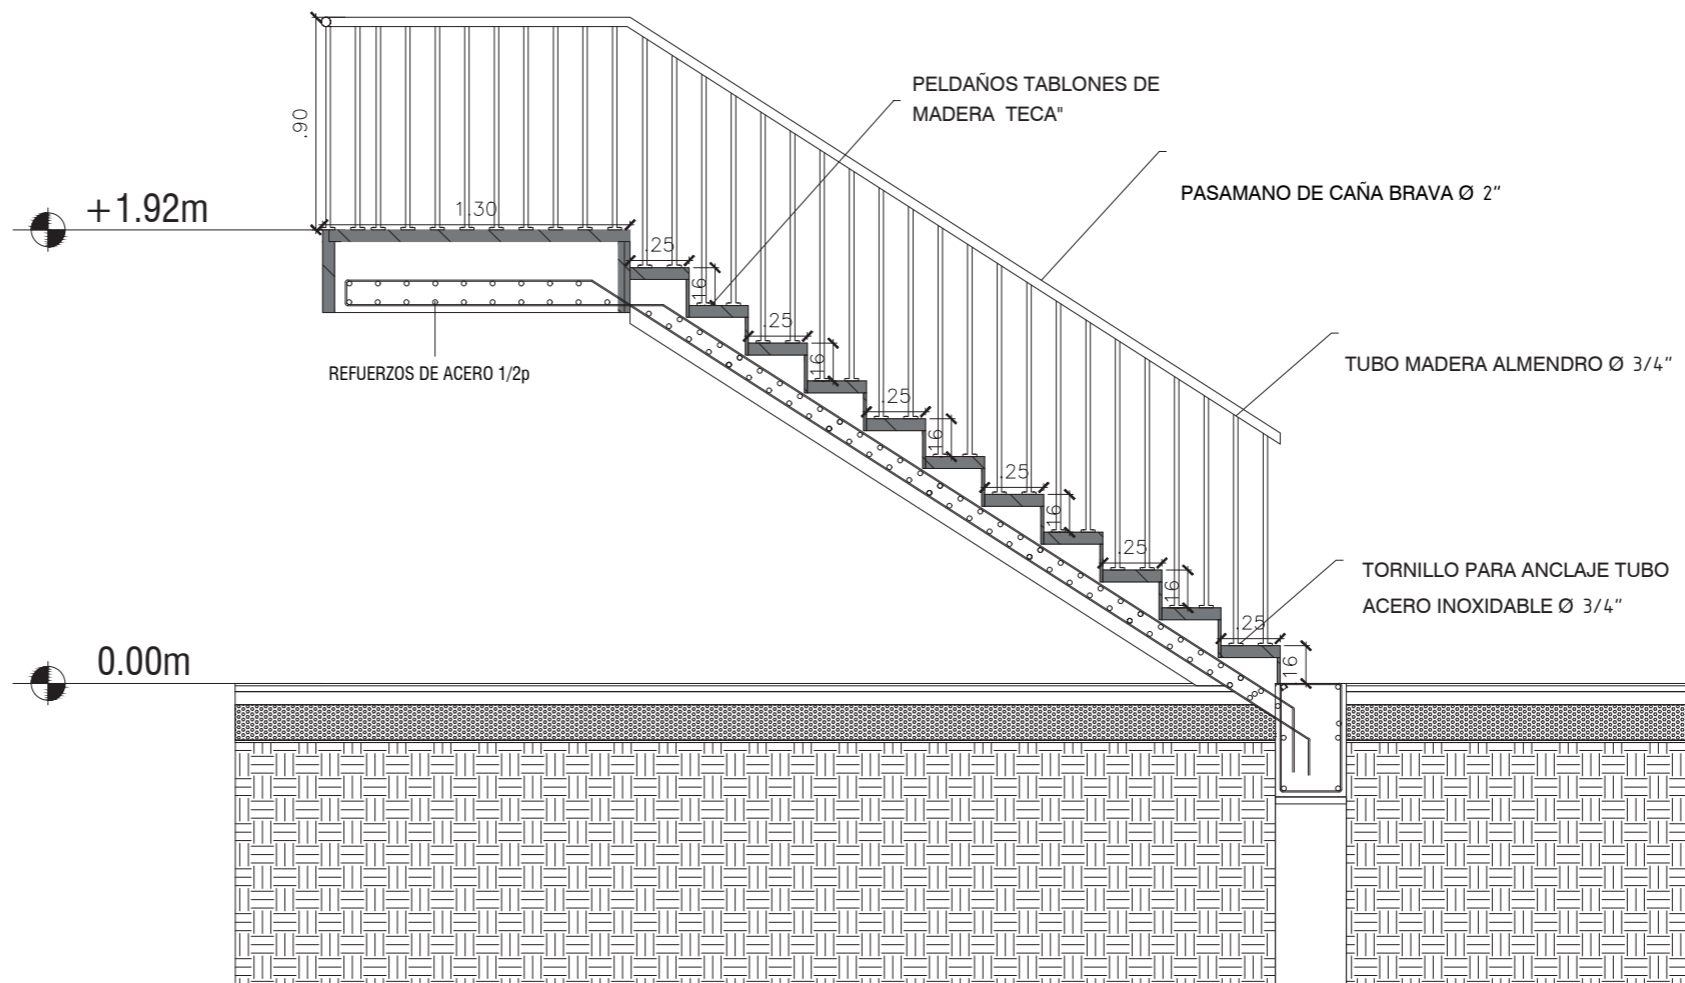 .90
+1.92m
1.30
PELDAÑOS TABLONES DE
MADERA TECA"
PASAMANO DE CAÑA BRAVA Ø 2"
.25
16
.25
16
REFUERZOS DE ACERO 1/2p
TUBO MADERA ALMENDRO Ø 3/4"
.25
16
.25
16
.25
16
TORNILLO PARA ANCLAJE TUBO
ACERO INOXIDABLE Ø 3/4"
.25
16
0.00m